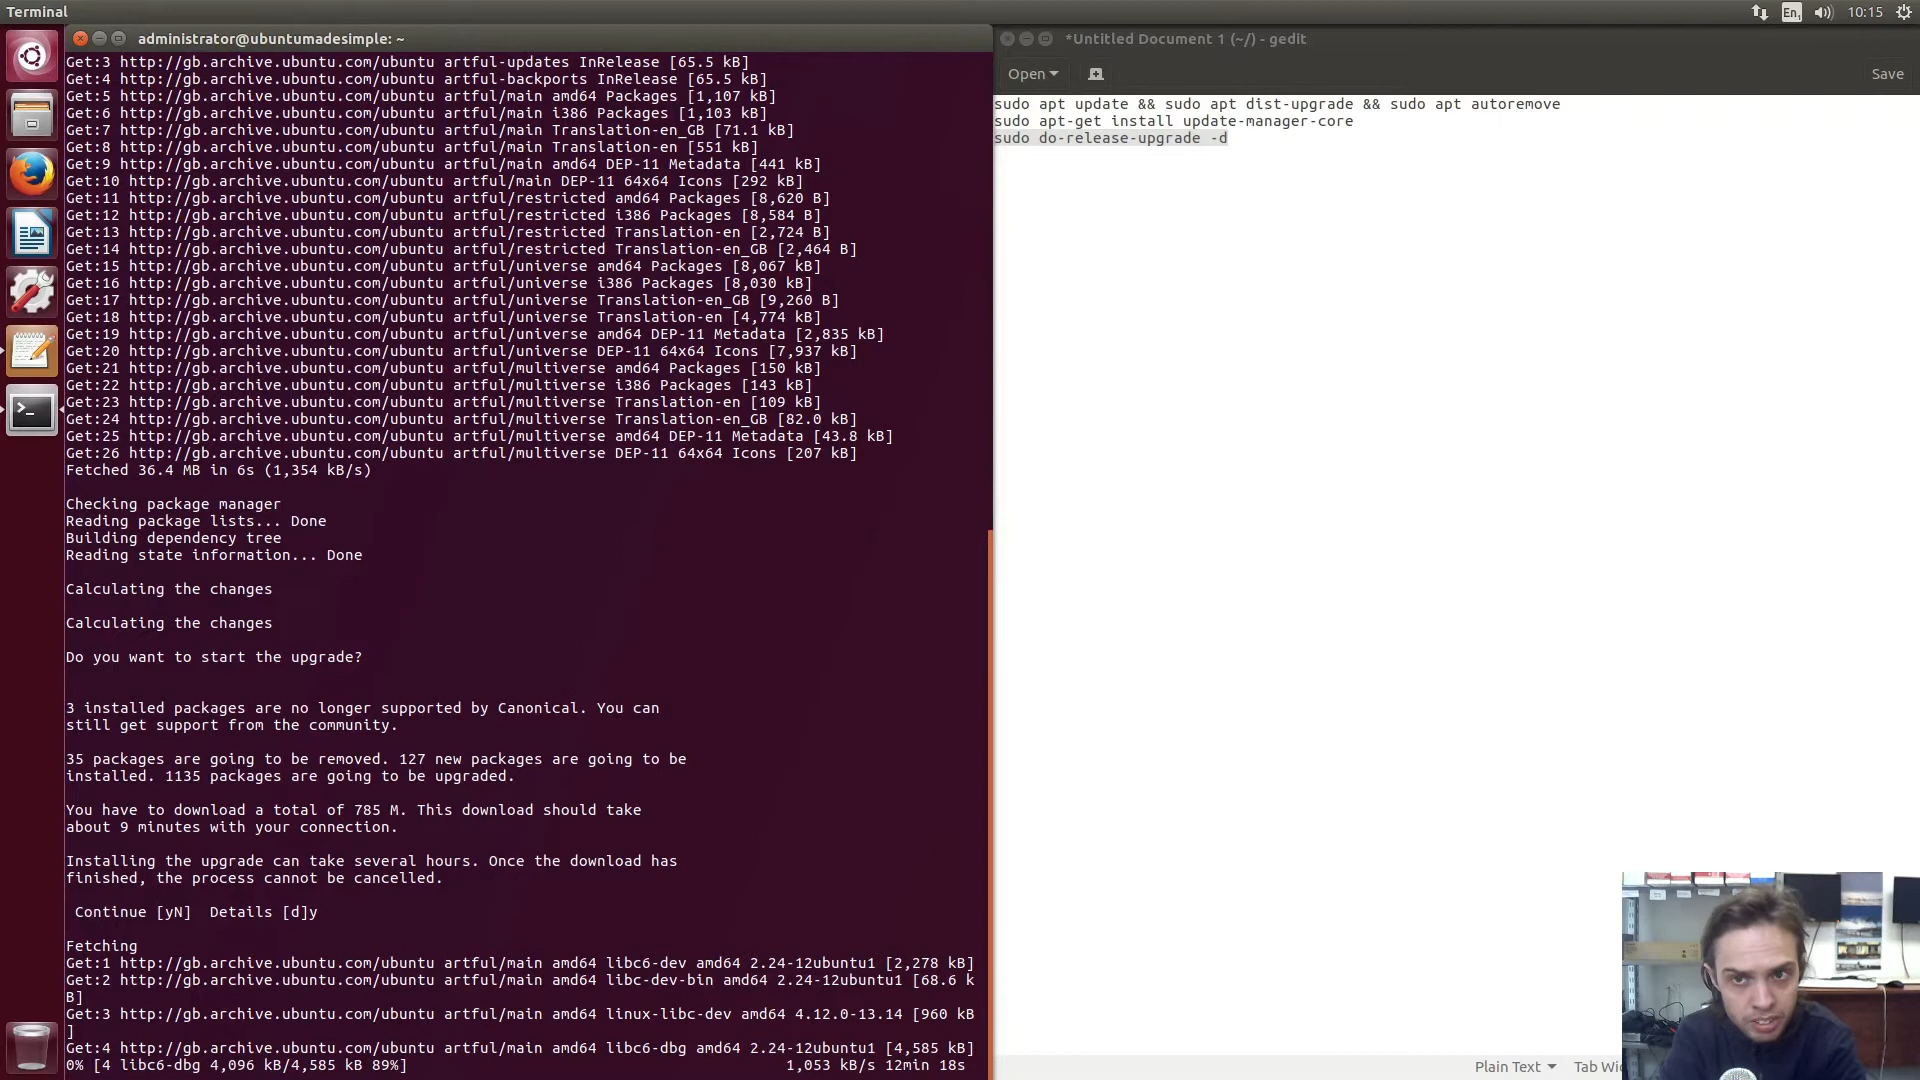 Terminal
En1
10:15
administrator@ubuntumadesimple: ~
Get:3 http://gb.archive.ubuntu.com/ubuntu artful-updates InRelease [65.5 kB]
Get:4 http://gb.archive.ubuntu.com/ubuntu artful-backports InRelease [65.5 kB]
Get:5 http://gb.archive.ubuntu.com/ubuntu artful/main amd64 Packages [1,107 kB]
Get:6 http://gb.archive.ubuntu.com/ubuntu artful/main i386 Packages [1,103 kB]
Get:7 http://gb.archive.ubuntu.com/ubuntu artful/main Translation-en_GB [71.1 kB]
Get:8 http://gb.archive.ubuntu.com/ubuntu artful/main Translation-en [551 kB]
Get:9 http://gb.archive.ubuntu.com/ubuntu artful/main amd64 DEP-11 Metadata [441 kB]
Get:10 http://gb.archive.ubuntu.com/ubuntu artful/main DEP-11 64x64 Icons [292 kB]
Get:11 http://gb.archive.ubuntu.com/ubuntu artful/restricted amd64 Packages [8,620 B]
Get:12 http://gb.archive.ubuntu.com/ubuntu artful/restricted i386 Packages [8,584 B]
Get:13 http://gb.archive.ubuntu.com/ubuntu artful/restricted Translation-en [2,724 B]
Get:14 http://gb.archive.ubuntu.com/ubuntu artful/restricted Translation-en_GB [2,464 B]
Get:15 http://gb.archive.ubuntu.com/ubuntu artful/universe amd64 Packages [8,067 kB]
Get:16 http://gb.archive.ubuntu.com/ubuntu artful/universe i386 Packages [8,030 kB]
Get:17 http://gb.archive.ubuntu.com/ubuntu artful/universe Translation-en_GB [9,260 B]
Get:18 http://gb.archive.ubuntu.com/ubuntu artful/universe Translation-en [4,774 kB]
Get:19 http://gb.archive.ubuntu.com/ubuntu artful/universe amd64 DEP-11 Metadata [2,835 kB]
Get:20 http://gb.archive.ubuntu.com/ubuntu artful/universe DEP-11 64x64 Icons [7,937 kB]
Get:21 http://gb.archive.ubuntu.com/ubuntu artful/multiverse amd64 Packages [150 kB]
Get:22 http://gb.archive.ubuntu.com/ubuntu artful/multiverse i386 Packages [143 kB]
Get:23 http://gb.archive.ubuntu.com/ubuntu artful/multiverse Translation-en [109 kB]
Get:24 http://gb.archive.ubuntu.com/ubuntu artful/multiverse Translation-en_GB [82.0 kB]
Get:25 http://gb.archive.ubuntu.com/ubuntu artful/multiverse amd64 DEP-11 Metadata [43.8 kB]
Get:26 http://gb.archive.ubuntu.com/ubuntu artful/multiverse DEP-11 64x64 Icons [207 kB]
Fetched 36.4 MB in 6s (1,354 kB/s)
Checking package manager
Reading package lists... Done
Building dependency tree
Reading state information... Done
Calculating the changes
Calculating the changes
Do you want to start the upgrade?
3 installed packages are no longer supported by Canonical. You can
still get support from the community.
35 packages are going to be removed. 127 new packages are going to be
installed. 1135 packages are going to be upgraded.
You have to download a total of 785 M. This download should take
about 9 minutes with your connection.
Installing the upgrade can take several hours. Once the download has
finished, the process cannot be cancelled.
Continue [yN]  Details [d]y
Fetching
Get:1 http://gb.archive.ubuntu.com/ubuntu artful/main amd64 libc6-dev amd64 2.24-12ubuntu1 [2,278 kB]
Get:2 http://gb.archive.ubuntu.com/ubuntu artful/main amd64 libc-dev-bin amd64 2.24-12ubuntu1 [68.6 k
B]
Get:3 http://gb.archive.ubuntu.com/ubuntu artful/main amd64 linux-libc-dev amd64 4.12.0-13.14 [960 kB
]
Get:4 http://gb.archive.ubuntu.com/ubuntu artful/main amd64 libc6-dbg amd64 2.24-12ubuntu1 [4,585 kB]
0% [4 libc6-dbg 4,096 kB/4,585 kB 89%] 1,053 kB/s 12min 18s
*Untitled Document 1 (~/) - gedit
Open
Save
sudo apt update && sudo apt dist-upgrade && sudo apt autoremove
sudo apt-get install update-manager-core
sudo do-release-upgrade -d
Plain Text
Tab Wi